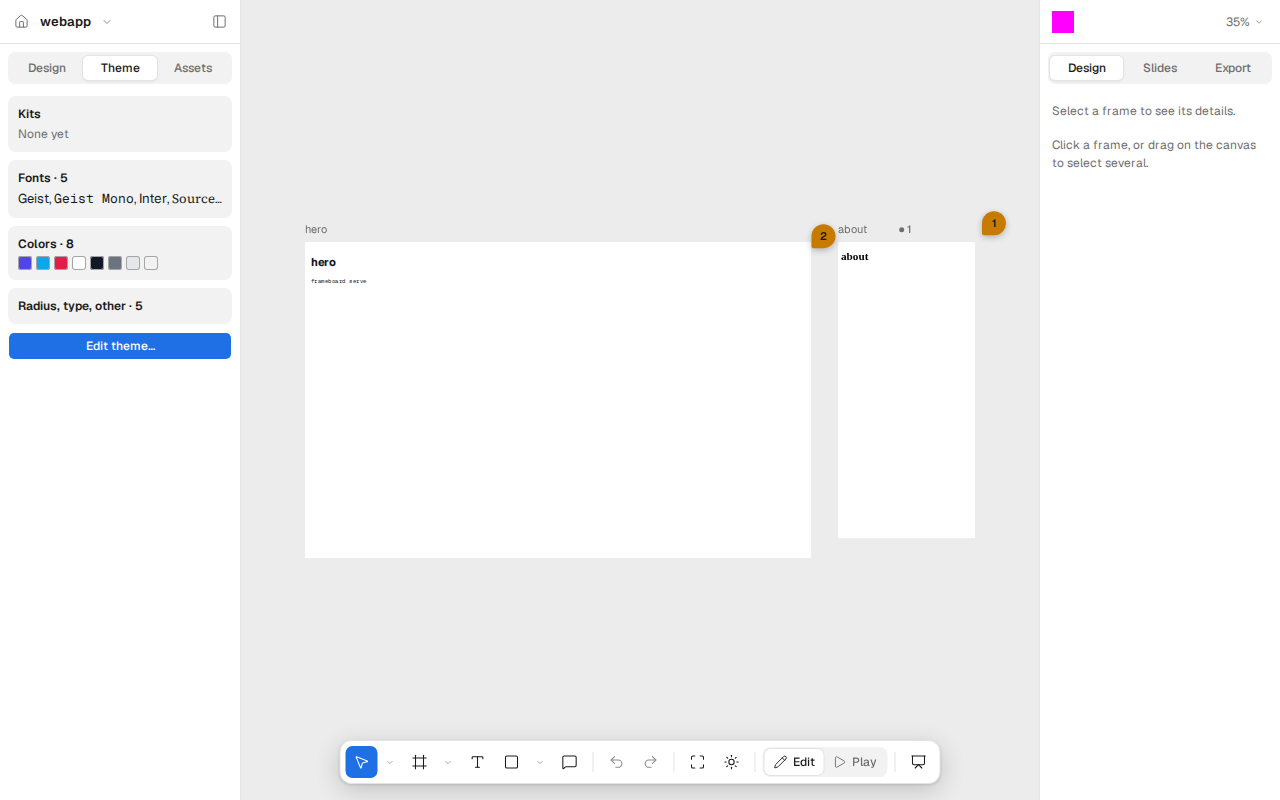 webapp
35%
Design
Theme
Assets
Design
Slides
Export
Kits
None yet
Fonts · 5
Geist, Geist Mono, Inter, Source…
Colors · 8
Radius, type, other · 5
Edit theme…
Select a frame to see its details.
Click a frame, or drag on the canvas
to select several.
hero
2
about
1
1
hero
frameboard serve
about
Edit
Play